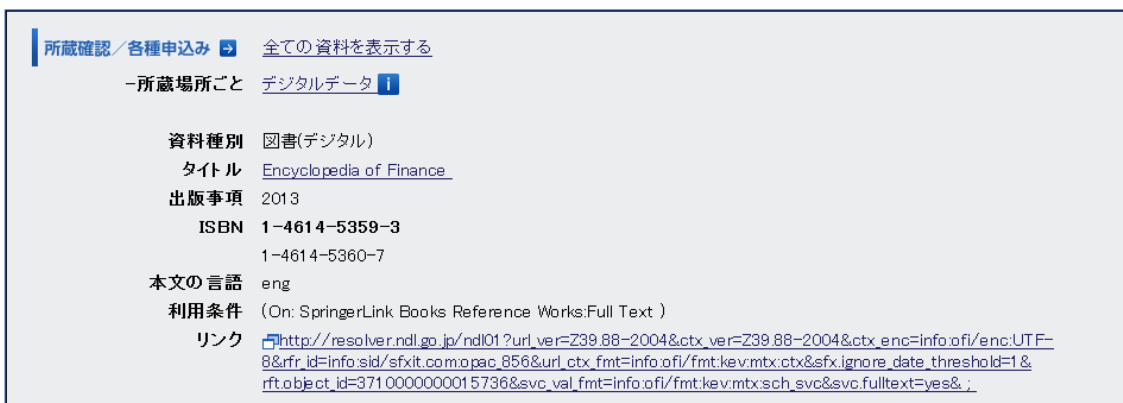 所蔵確認／各種申込み 全ての資料を表示する
－所蔵場所ごと デジタルデータ i
資料種別 図書(デジタル)
タイトル Encyclopedia of Finance
出版事項 2013
ISBN 1-4614-5359-3
1-4614-5360-7
本文の言語 eng
利用条件 (On: SpringerLink Books Reference Works:Full Text )
リンク http://resolver.ndl.go.jp/ndl01?url_ver=Z39.88-2004&ctx_ver=Z39.88-2004&ctx_enc=info:ofi/enc:UTF-
8&rfr_id=info:sid/sfxit.com:opac_856&url_ctx_fmt=info:ofi/fmt:kev:mtx:ctx&sfx.ignore_date_threshold=1&
rft.object_id=3710000000015736&svc_val_fmt=info:ofi/fmt:kev:mtx:sch_svc&svc.fulltext=yes& ;